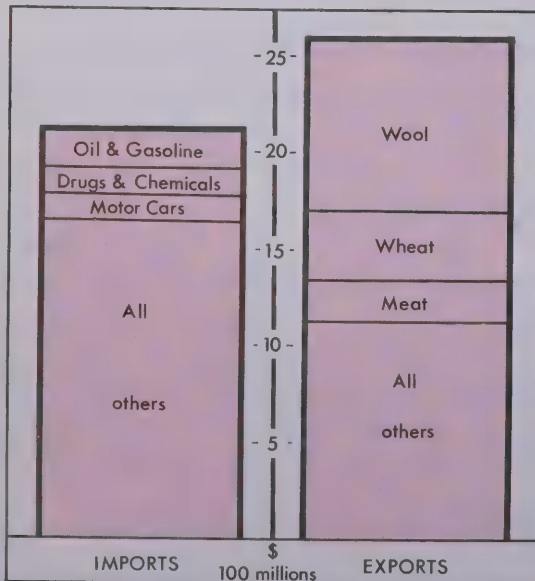 Oil & Gasoline
Drugs & Chemicals
Motor Cars
All
others
- 25 -
- 20 -
- 15 -
- 10 -
- 5 -
$
100 millions
Wool
Wheat
Meat
All
others
IMPORTS
EXPORTS